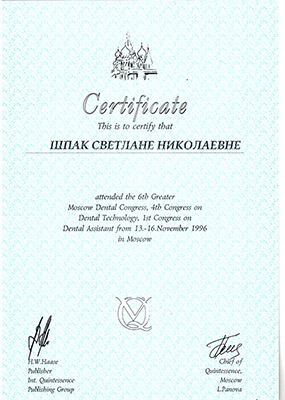 Certificate
This is to certify that
ШПАК СВЕТЛАНЕ НИКОЛАЕВНЕ
attended the 6th Greater
Moscow Dental Congress, 4th Congress on
Dental Technology, 1st Congress on
Dental Assistant from 13.-16.November 1996
in Moscow
H.W.Haase
Publisher
Int. Quintessence
Publishing Group
Chief of
Quintessence,
Moscow
L.Panova